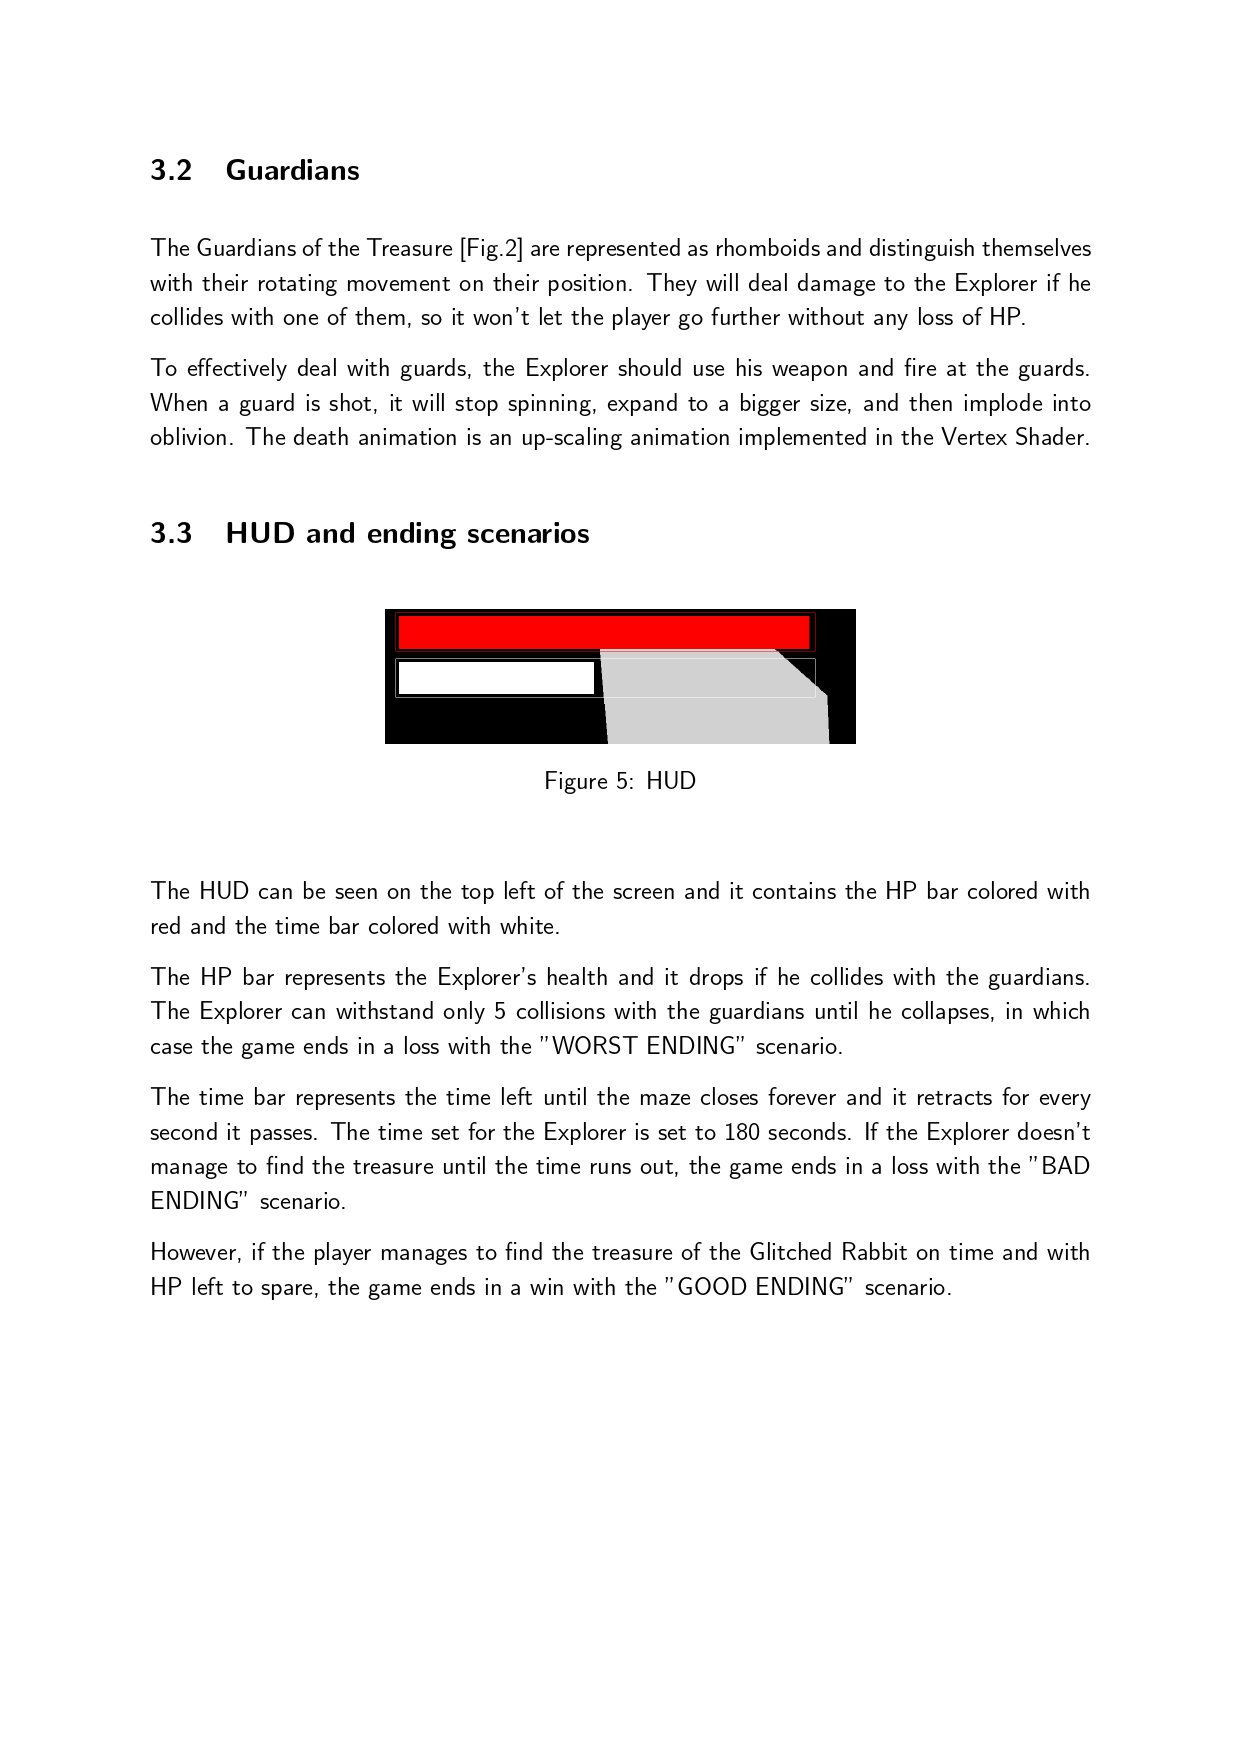 3.2 Guardians
The Guardians of the Treasure [Fig.2] are represented as rhomboids and distinguish themselves
with their rotating movement on their position. They will deal damage to the Explorer if he
collides with one of them, so it won't let the player go further without any loss of HP.
To effectively deal with guards, the Explorer should use his weapon and fire at the guards.
When a guard is shot, it will stop spinning, expand to a bigger size, and then implode into
oblivion. The death animation is an up-scaling animation implemented in the Vertex Shader.
3.3 HUD and ending scenarios
Figure 5: HUD
The HUD can be seen on the top left of the screen and it contains the HP bar colored with
red and the time bar colored with white.
The HP bar represents the Explorer's health and it drops if he collides with the guardians.
The Explorer can withstand only 5 collisions with the guardians until he collapses, in which
case the game ends in a loss with the ”WORST ENDING” scenario.
The time bar represents the time left until the maze closes forever and it retracts for every
second it passes. The time set for the Explorer is set to 180 seconds. If the Explorer doesn't
manage to find the treasure until the time runs out, the game ends in a loss with the ”BAD
ENDING” scenario.
However, if the player manages to find the treasure of the Glitched Rabbit on time and with
HP left to spare, the game ends in a win with the ”GOOD ENDING” scenario.